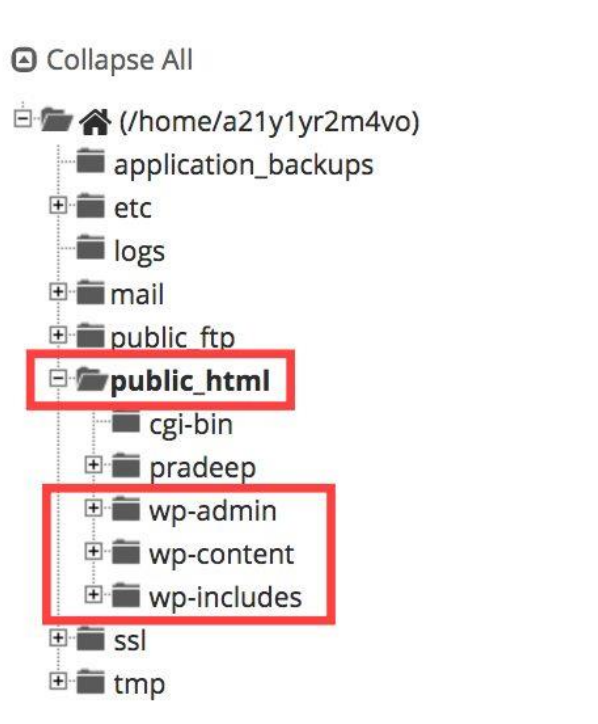 Collapse All
(/home/a21y1yr2m4vo)
application_backups
etc
logs
mail
public_ftp
public_html
cgi-bin
pradeep
wp-admin
wp-content
wp-includes
ssl
tmp